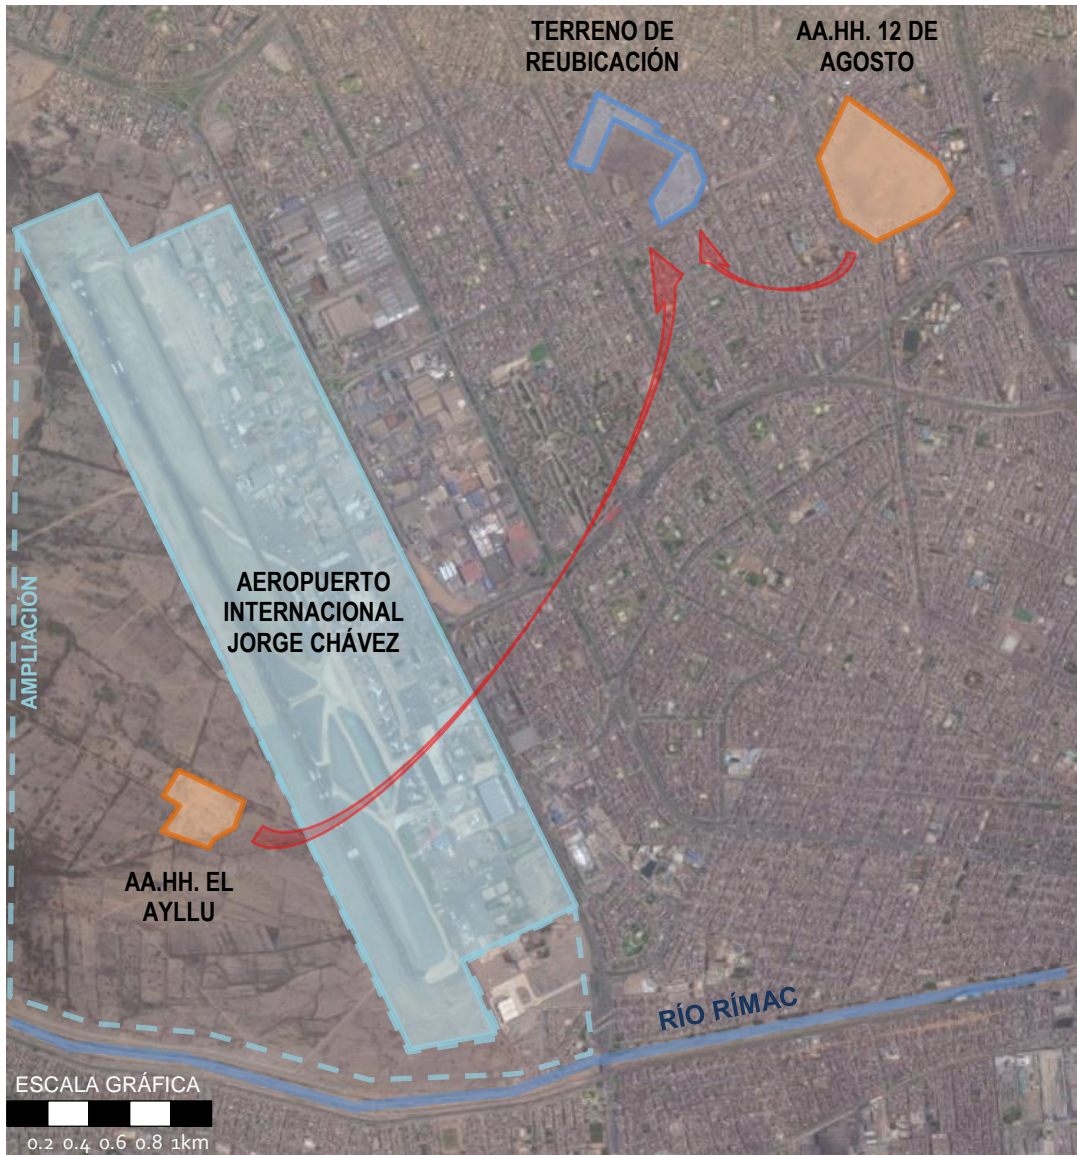 TERRENO DE
REUBICACIÓN
AA.HH. 12 DE
AGOSTO
AEROPUERTO
INTERNACIONAL
JORGE CHÁVEZ
AMPLIACIÓN
AA.HH. EL
AYLLU
RÍO RÍMAC
ESCALA GRÁFICA
0.2 0.4 0.6 0.8 1km